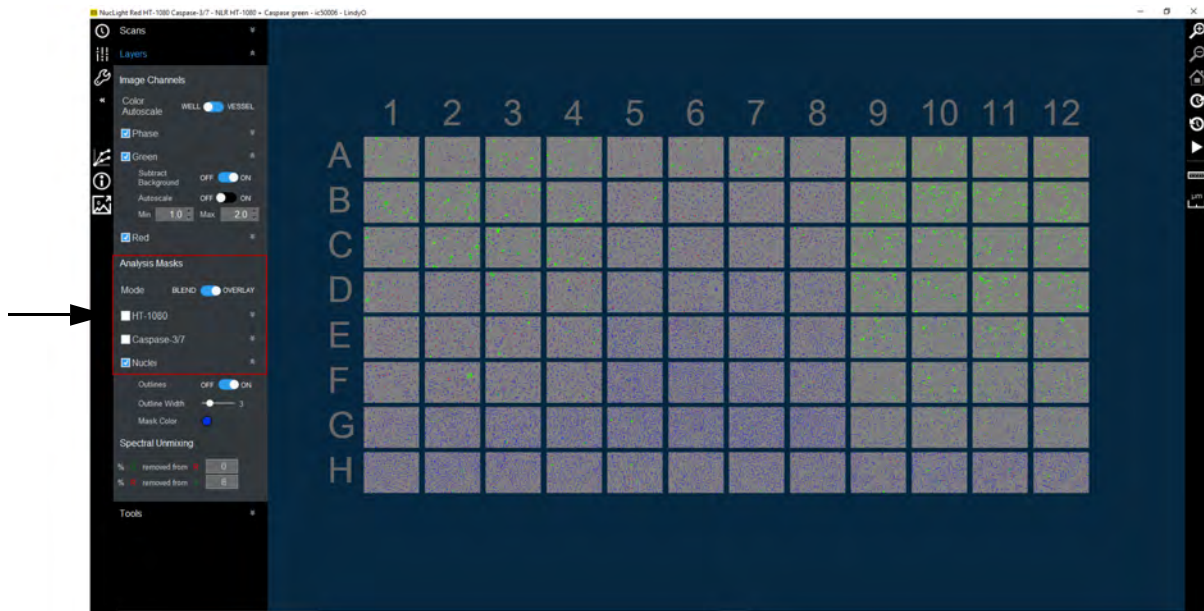 NucLight Red HT-1080 Caspase-3/7 - NLR HT-1080 + Caspase green - ic50006 - LindyO
Scans
Layers
Image Channels
Color Autoscale WELL VESSEL
Phase
Green
Subtract Background OFF ON
Autoscale OFF ON
Min 1.0 Max 2.0
Red
Analysis Masks
Mode BLEND OVERLAY
HT-1080
Caspase-3/7
Nuclei
Outlines OFF ON
Outline Width 3
Mask Color
Spectral Unmixing
% removed from 0
% removed from 6
Tools
1 2 3 4 5 6 7 8 9 10 11 12
A
B
C
D
E
F
G
H
µm